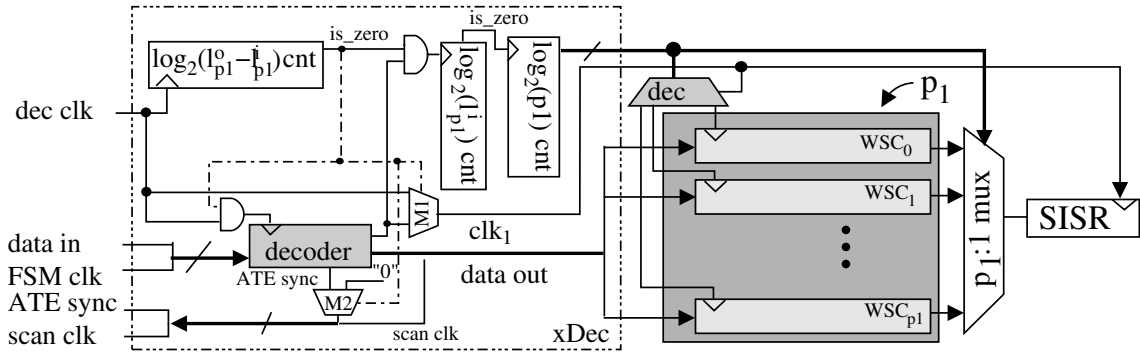 is_zero
is_zero
log₂(l°p1−lⁱp1)cnt
log₂(lⁱp1) cnt
log₂(p1) cnt
dec clk
dec
p₁
WSC₀
WSC₁
WSCp1
p₁:1 mux
SISR
M1
clk₁
decoder
data in
FSM clk
ATE sync
scan clk
ATE sync
"0"
M2
data out
scan clk
xDec